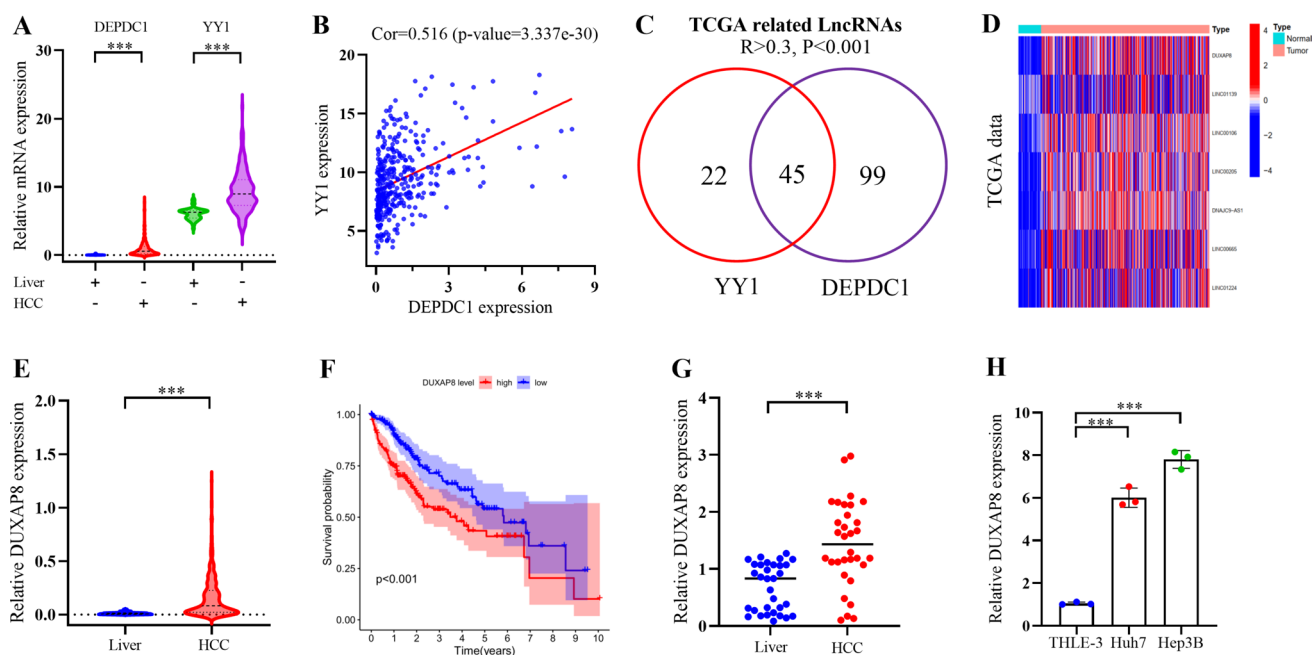 A
DEPDC1 YY1
*** ***
Relative mRNA expression
30
20
10
0
Liver + - + -
HCC - + - +
B
Cor=0.516 (p-value=3.337e-30)
YY1 expression
20
15
10
5
0 3 6 9
DEPDC1 expression
C
TCGA related LncRNAs
R>0.3, P<0.001
22 45 99
YY1 DEPDC1
D
TCGA data
Type
DUXAP8
LINC01139
LINC00106
LINC00205
DNAJC9-AS1
LINC00665
LINC01224
4
2
0
−2
−4
Type
Normal
Tumor
E
***
Relative DUXAP8 expression
2.0
1.5
1.0
0.5
0.0
Liver HCC
F
DUXAP8 level high low
Survival probability
1.00
0.75
0.50
0.25
0.00
p<0.001
0 1 2 3 4 5 6 7 8 9 10
Time(years)
G
***
Relative DUXAP8 expression
4
3
2
1
0
Liver HCC
H
***
***
Relative DUXAP8 expression
10
8
6
4
2
0
THLE-3 Huh7 Hep3B